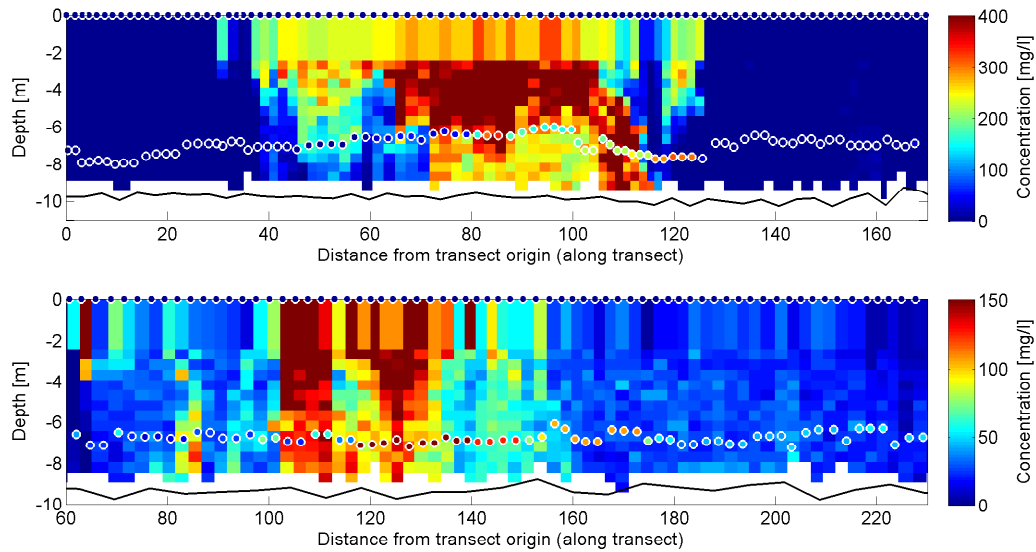 0
-2
-4
-6
-8
-10
Depth [m]
0 20 40 60 80 100 120 140 160
Distance from transect origin (along transect)
400
300
200
100
0
Concentration [mg/l]
0
-2
-4
-6
-8
-10
Depth [m]
60 80 100 120 140 160 180 200 220
Distance from transect origin (along transect)
150
100
50
0
Concentration [mg/l]